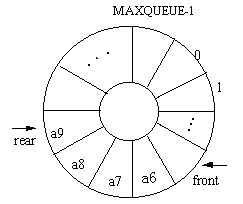 MAXQUEUE-1
. . .
0
1
...
rear
a9
a8
a7
a6
front